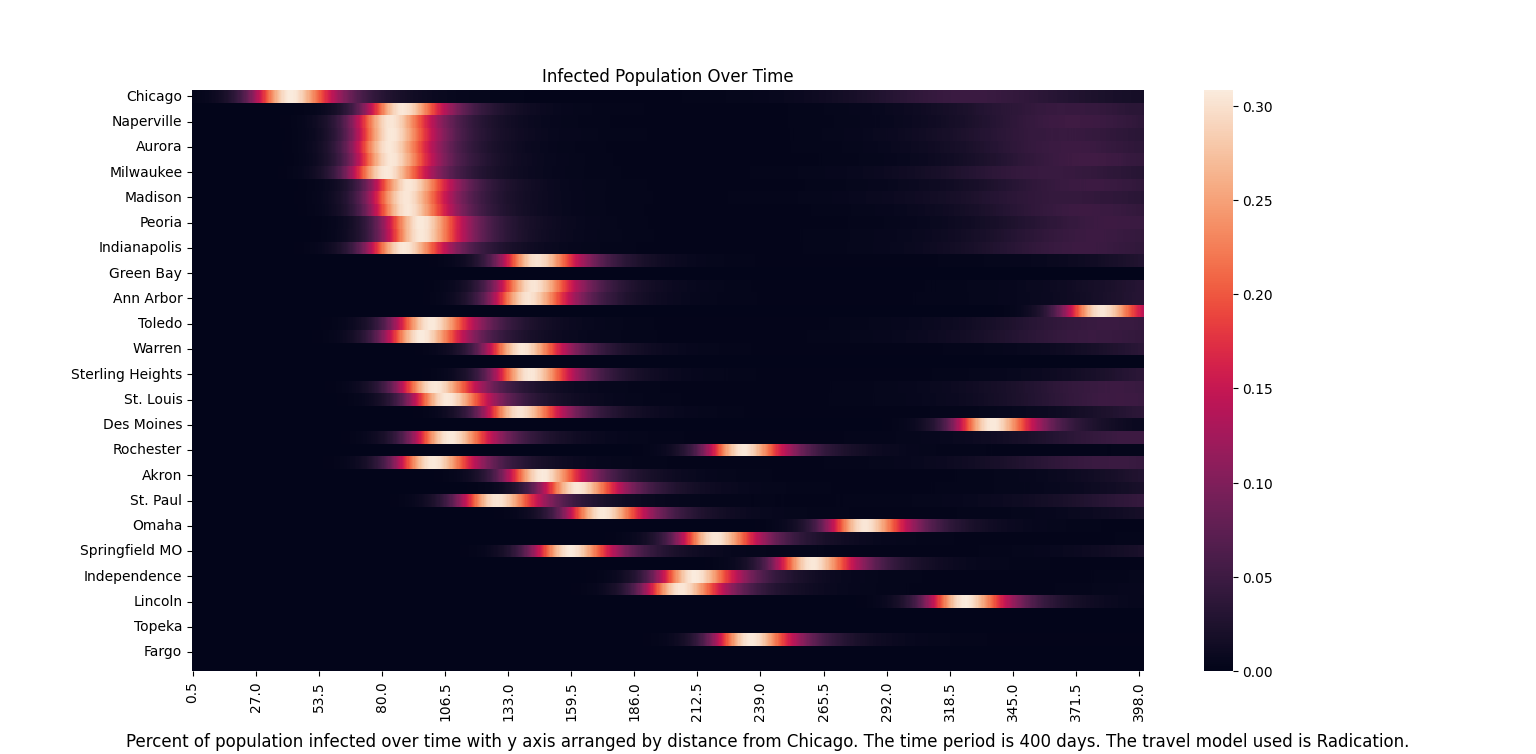 Infected Population Over Time
Chicago
Naperville
Aurora
Milwaukee
Madison
Peoria
Indianapolis
Green Bay
Ann Arbor
Toledo
Warren
Sterling Heights
St. Louis
Des Moines
Rochester
Akron
St. Paul
Omaha
Springfield MO
Independence
Lincoln
Topeka
Fargo
0.5 27.0 53.5 80.0 106.5 133.0 159.5 186.0 212.5 239.0 265.5 292.0 318.5 345.0 371.5 398.0
0.30
0.25
0.20
0.15
0.10
0.05
0.00
Percent of population infected over time with y axis arranged by distance from Chicago. The time period is 400 days. The travel model used is Radication.